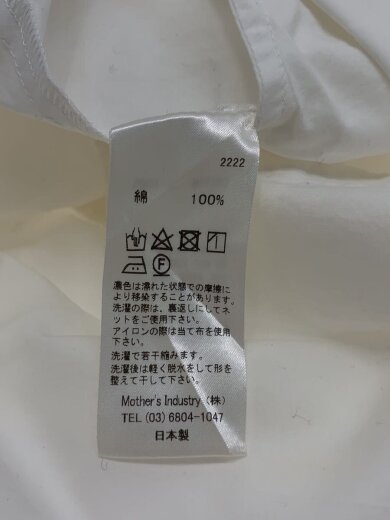 2222
綿 100%
F
濃色は濡れた状態での摩擦に
より移染することがあります。
洗濯の際は、裏返しにしてネ
ットをご使用下さい。
アイロンの際は当て布を使用
下さい。
洗濯で若干縮みます。
洗濯後は軽く脱水をして形を
整えて干して下さい。
Mother's Industry (株)
TEL (03) 6804-1047
日本製